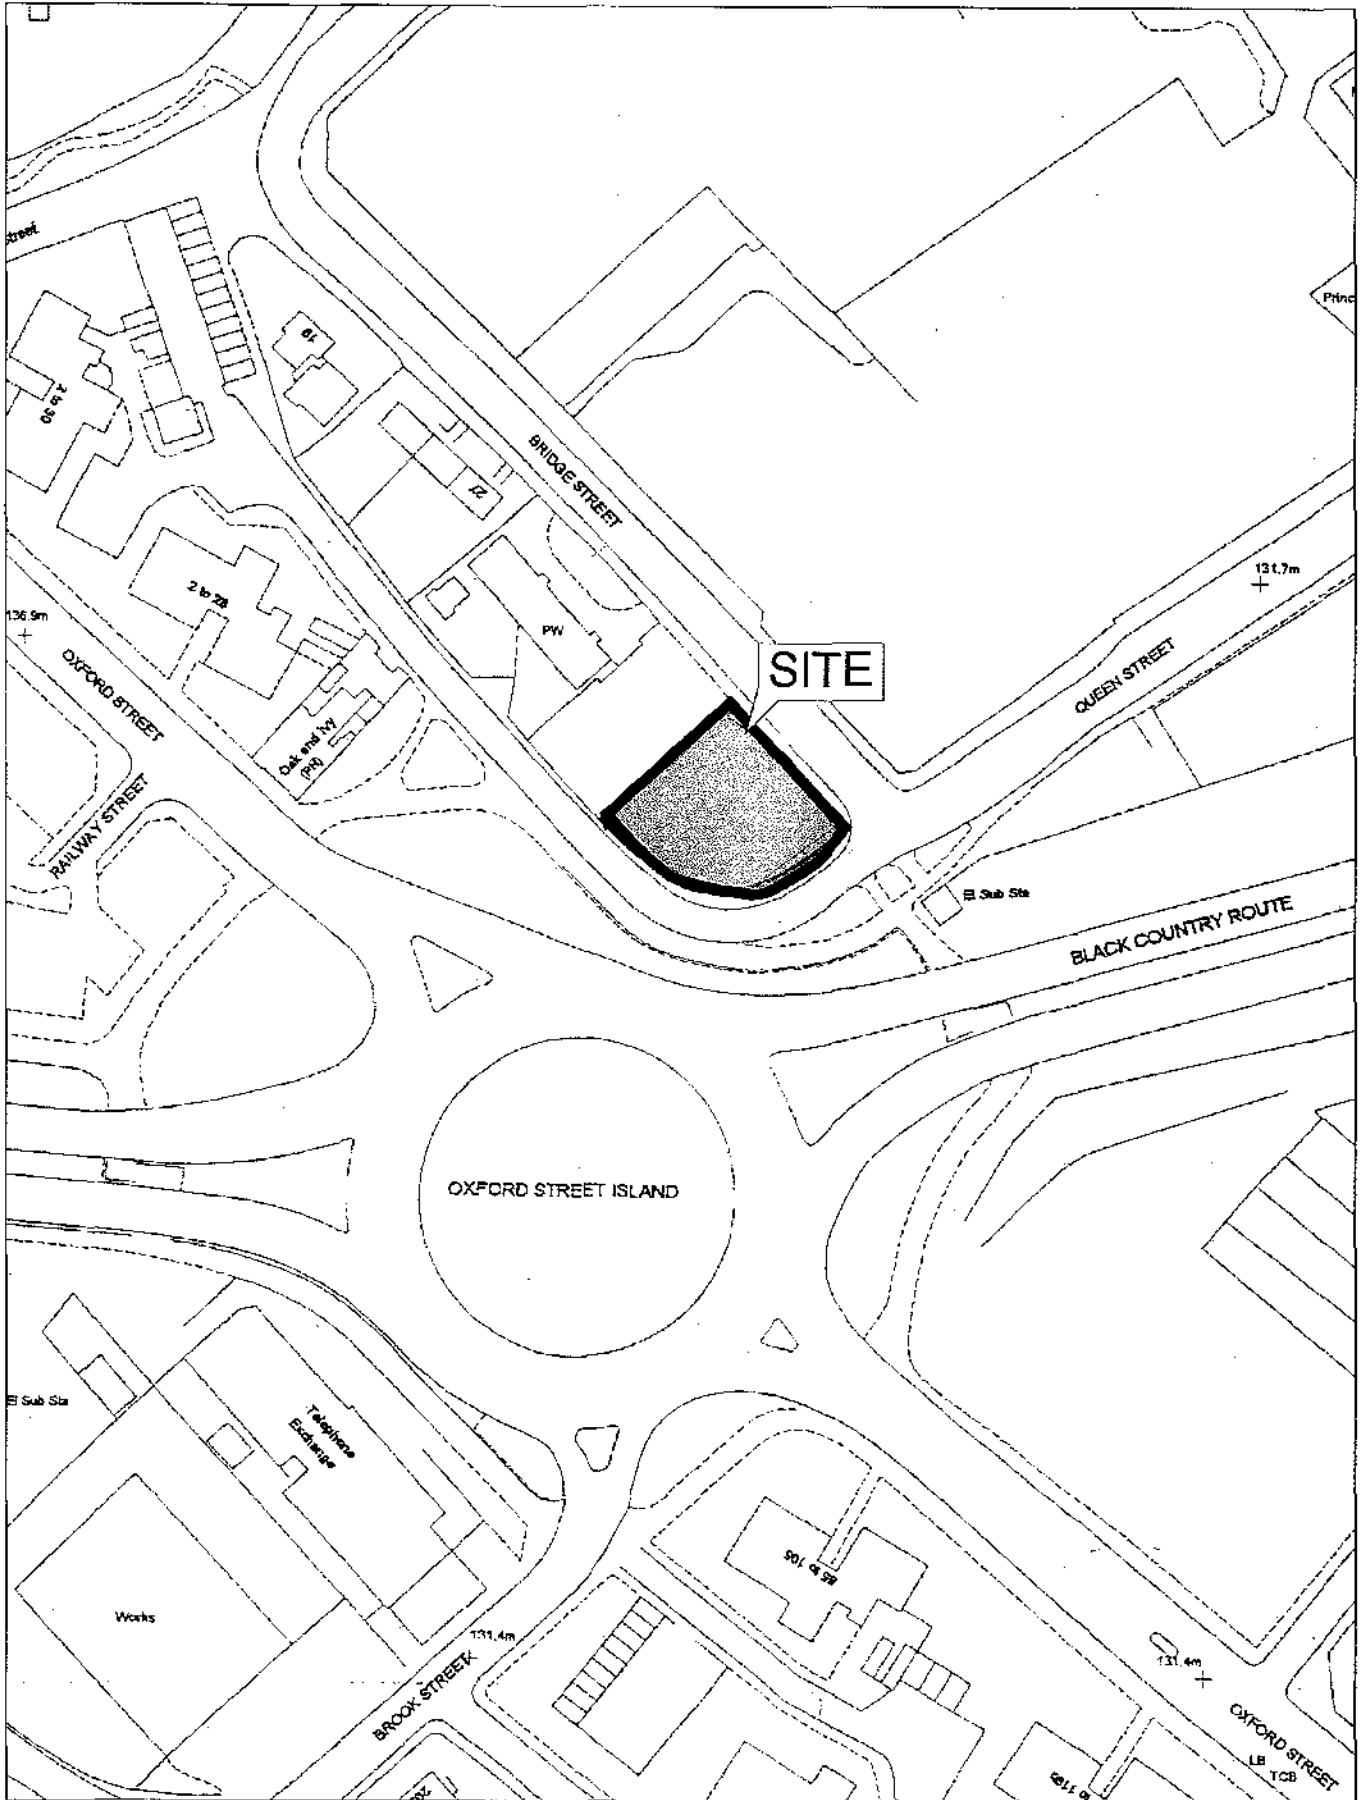 Street
19
Princ
2 to 50
BRIDGE STREET
27
131.7m
2 to 28
136.9m
PW
SITE
OXFORD STREET
QUEEN STREET
Oak and Ivy
(PH)
RAILWAY STREET
El Sub Sta
BLACK COUNTRY ROUTE
OXFORD STREET ISLAND
El Sub Sta
Telephone
Exchange
85 to 105
Works
131.4m
131.4m
BROOK STREET
OXFORD STREET
LB
TCB